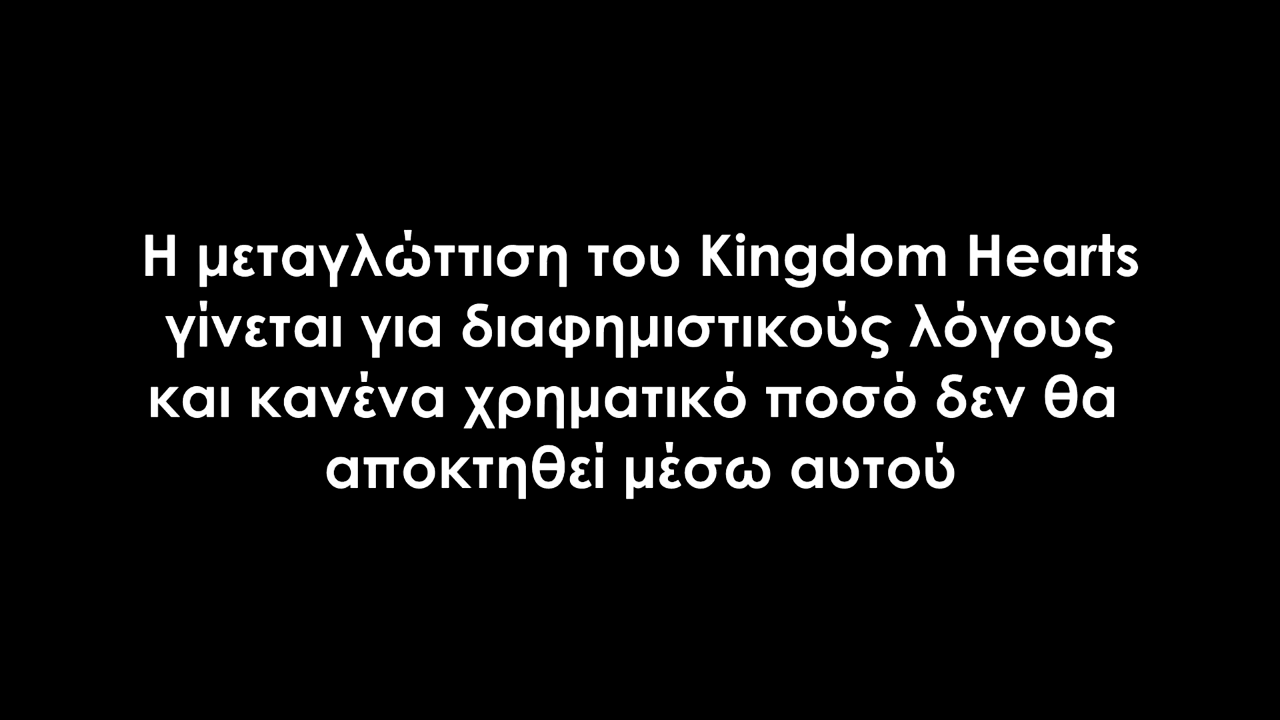 Η μεταγλώττιση του Kingdom Hearts
γίνεται για διαφημιστικούς λόγους
και κανένα χρηματικό ποσό δεν θα
αποκτηθεί μέσω αυτού